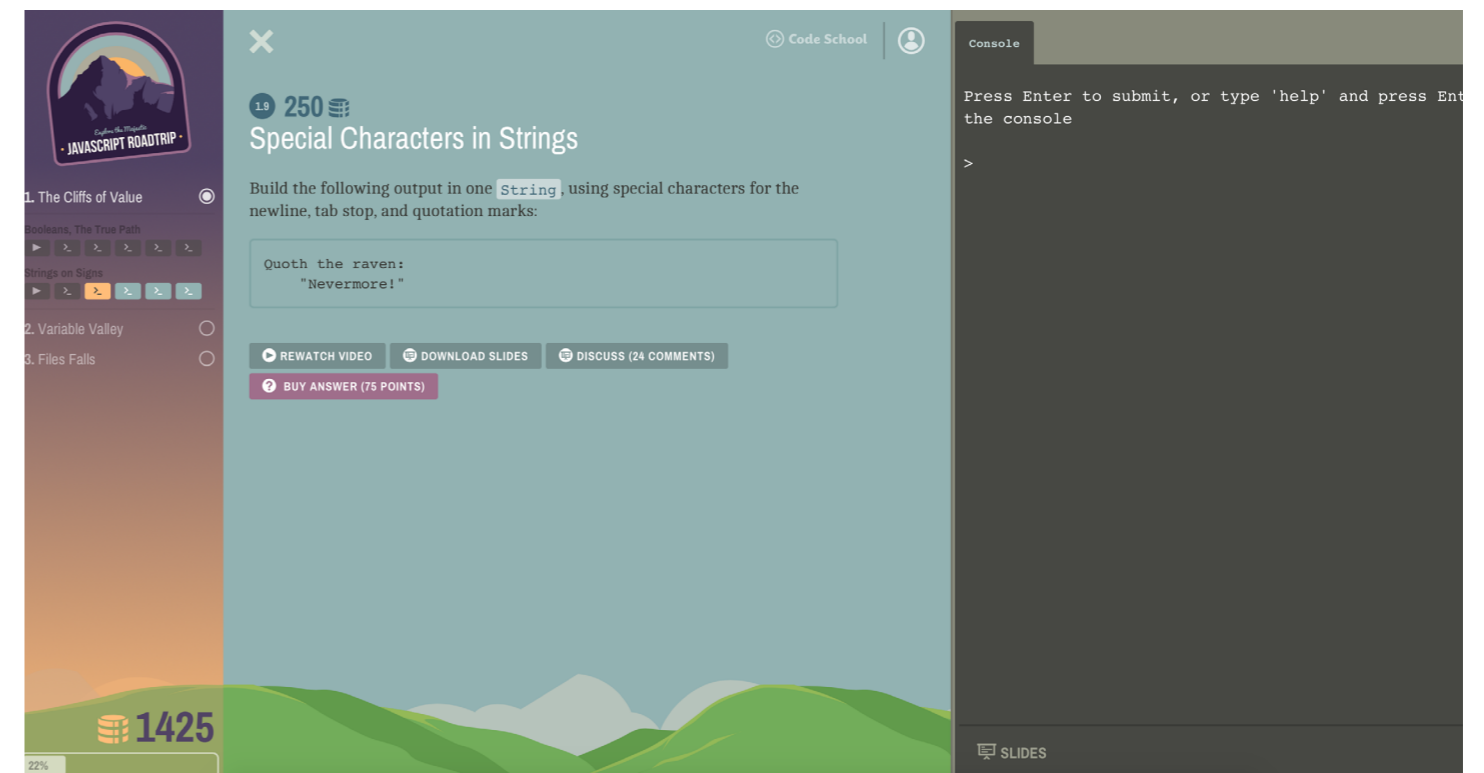 Explore the Majestic
· JAVASCRIPT ROADTRIP ·
1. The Cliffs of Value
Booleans, The True Path
Strings on Signs
2. Variable Valley
3. Files Falls
1425
22%
Code School
1.9 250
Special Characters in Strings
Build the following output in one String, using special characters for the
newline, tab stop, and quotation marks:
Quoth the raven:
"Nevermore!"
REWATCH VIDEO
DOWNLOAD SLIDES
DISCUSS (24 COMMENTS)
BUY ANSWER (75 POINTS)
Console
Press Enter to submit, or type 'help' and press Ent
the console
>
SLIDES